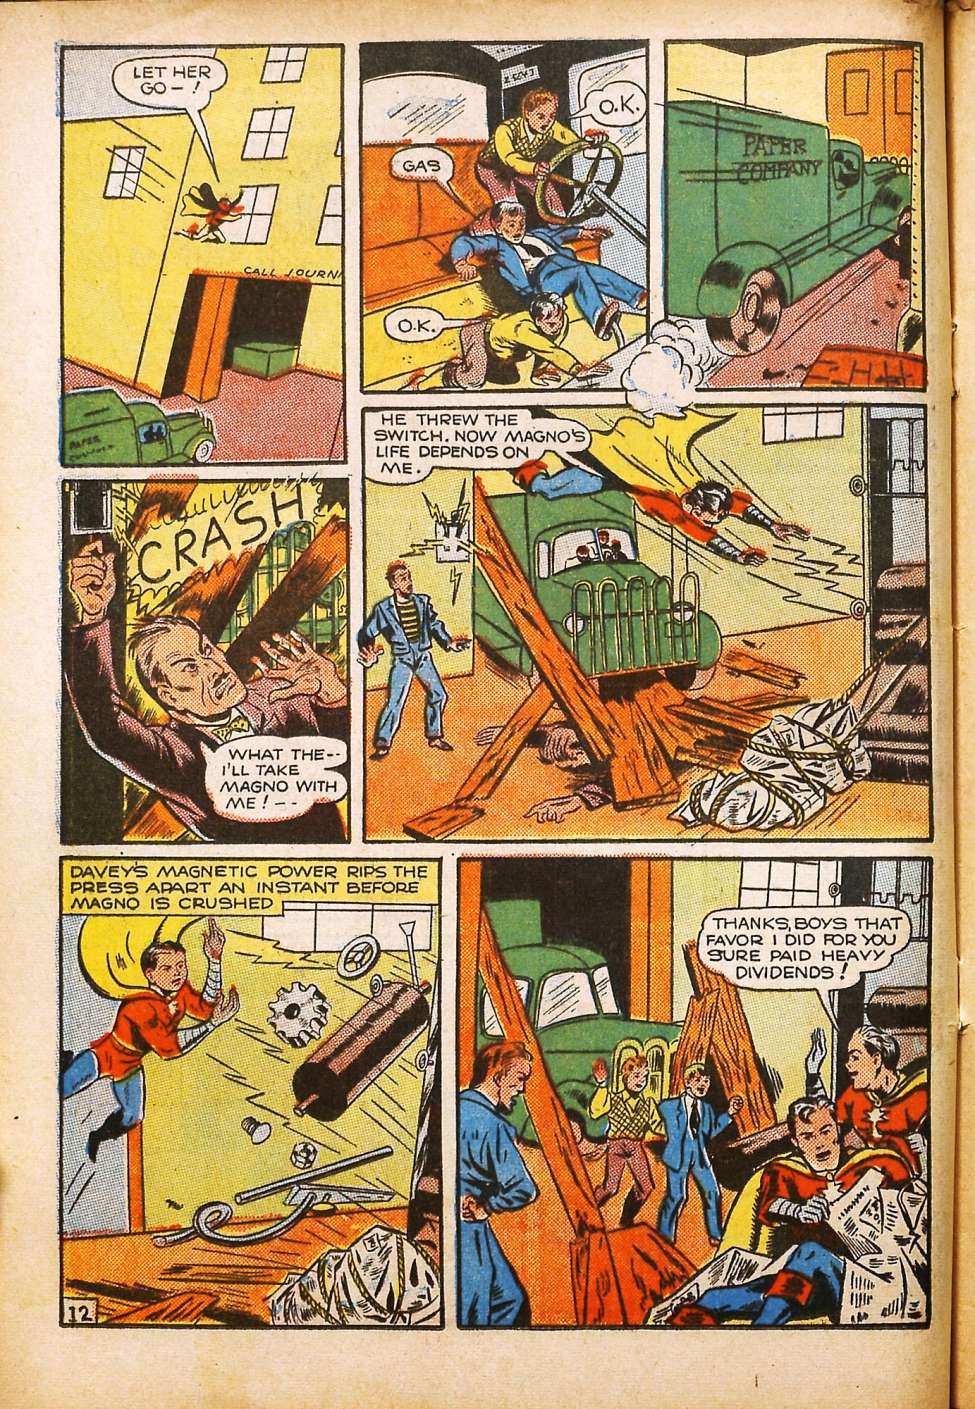 LET HER
GO—!
CALL JOURN
PAPER
O.K.
GAS
O.K.
PAPER
COMPANY
CRASH
WHAT THE--
I'LL TAKE
MAGNO WITH
ME!--
HE THREW THE
SWITCH. NOW MAGNO'S
LIFE DEPENDS ON
ME.
DAVEY'S MAGNETIC POWER RIPS THE
PRESS APART AN INSTANT BEFORE
MAGNO IS CRUSHED
12
THANKS, BOYS THAT
FAVOR I DID FOR YOU
SURE PAID HEAVY
DIVIDENDS!